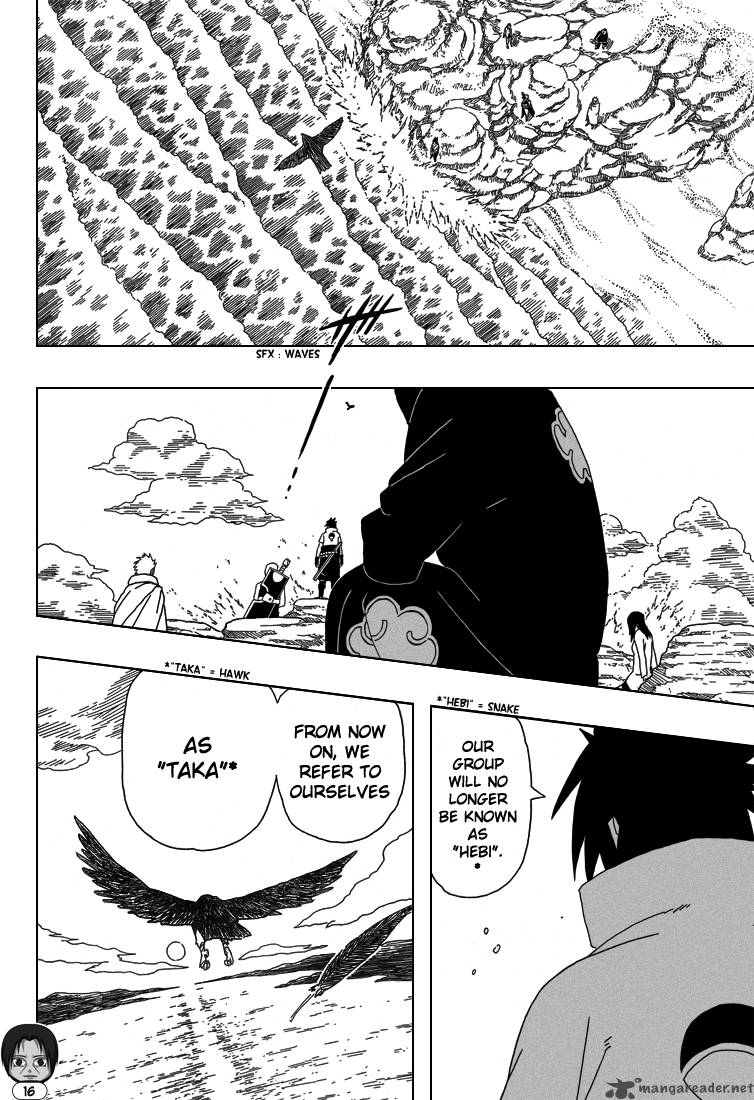 SFX : WAVES
*"HEBI" = SNAKE
OUR
GROUP
WILL NO
LONGER
BE KNOWN
AS
"HEBI".
*
*"TAKA" = HAWK
FROM NOW
ON, WE
REFER TO
OURSELVES
AS
"TAKA"*
16
mangareader.net